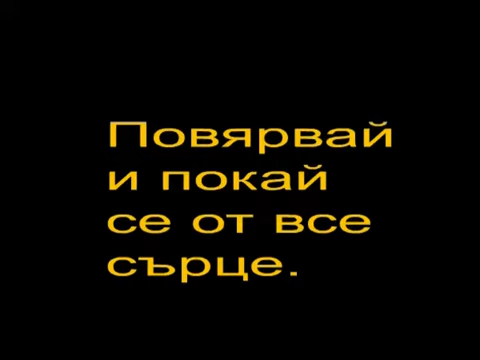 Повярвай
и покай
се от все
сърце.